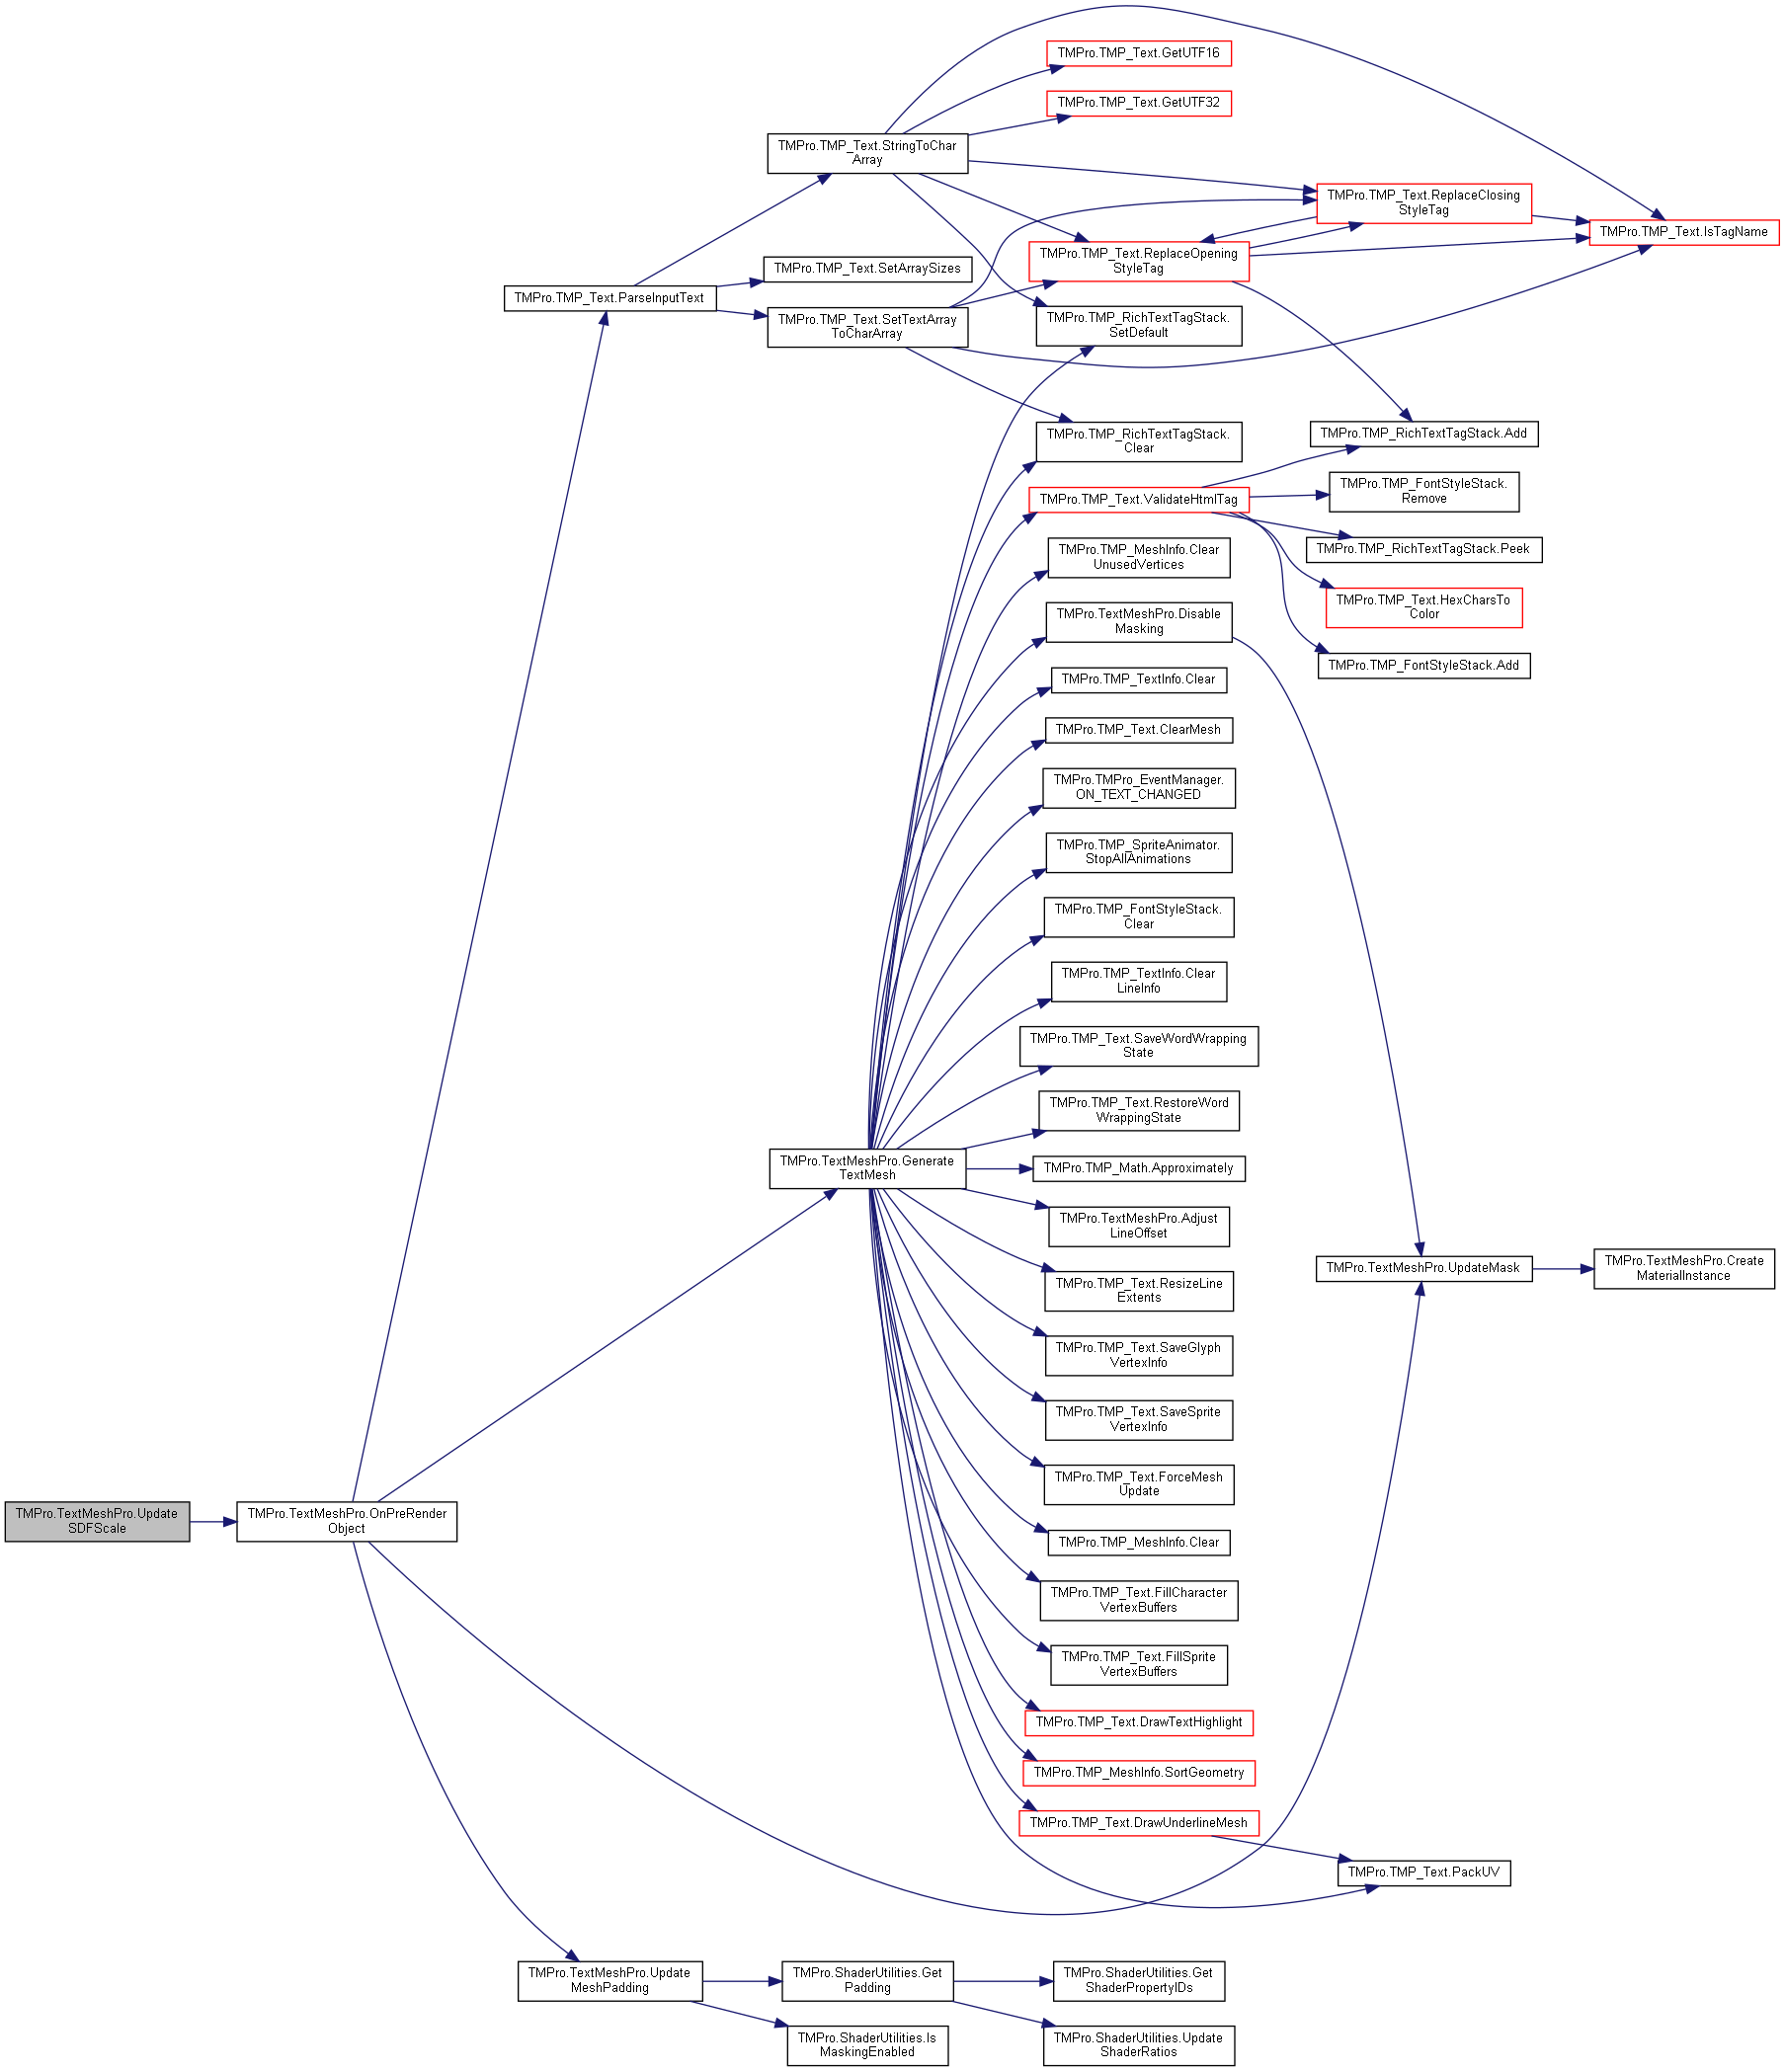 TMPro.TextMeshPro.Update
SDFScale
TMPro.TextMeshPro.OnPreRender
Object
TMPro.TMP_Text.ParseInputText
TMPro.TMP_Text.StringToChar
Array
TMPro.TMP_Text.SetArraySizes
TMPro.TMP_Text.SetTextArray
ToCharArray
TMPro.TextMeshPro.Generate
TextMesh
TMPro.TextMeshPro.Update
MeshPadding
TMPro.ShaderUtilities.Get
Padding
TMPro.ShaderUtilities.Is
MaskingEnabled
TMPro.TMP_Text.GetUTF16
TMPro.TMP_Text.GetUTF32
TMPro.TMP_Text.ReplaceOpening
StyleTag
TMPro.TMP_RichTextTagStack.
SetDefault
TMPro.TMP_RichTextTagStack.
Clear
TMPro.TMP_Text.ValidateHtmlTag
TMPro.TMP_MeshInfo.Clear
UnusedVertices
TMPro.TextMeshPro.Disable
Masking
TMPro.TMP_TextInfo.Clear
TMPro.TMP_Text.ClearMesh
TMPro.TMPro_EventManager.
ON_TEXT_CHANGED
TMPro.TMP_SpriteAnimator.
StopAllAnimations
TMPro.TMP_FontStyleStack.
Clear
TMPro.TMP_TextInfo.Clear
LineInfo
TMPro.TMP_Text.SaveWordWrapping
State
TMPro.TMP_Text.RestoreWord
WrappingState
TMPro.TMP_Math.Approximately
TMPro.TextMeshPro.Adjust
LineOffset
TMPro.TMP_Text.ResizeLine
Extents
TMPro.TMP_Text.SaveGlyph
VertexInfo
TMPro.TMP_Text.SaveSprite
VertexInfo
TMPro.TMP_Text.ForceMesh
Update
TMPro.TMP_MeshInfo.Clear
TMPro.TMP_Text.FillCharacter
VertexBuffers
TMPro.TMP_Text.FillSprite
VertexBuffers
TMPro.TMP_Text.DrawTextHighlight
TMPro.TMP_MeshInfo.SortGeometry
TMPro.TMP_Text.DrawUnderlineMesh
TMPro.ShaderUtilities.Get
ShaderPropertyIDs
TMPro.ShaderUtilities.Update
ShaderRatios
TMPro.TMP_Text.ReplaceClosing
StyleTag
TMPro.TMP_RichTextTagStack.Add
TMPro.TMP_FontStyleStack.
Remove
TMPro.TMP_RichTextTagStack.Peek
TMPro.TMP_Text.HexCharsTo
Color
TMPro.TMP_FontStyleStack.Add
TMPro.TextMeshPro.UpdateMask
TMPro.TMP_Text.PackUV
TMPro.TMP_Text.IsTagName
TMPro.TextMeshPro.Create
MaterialInstance